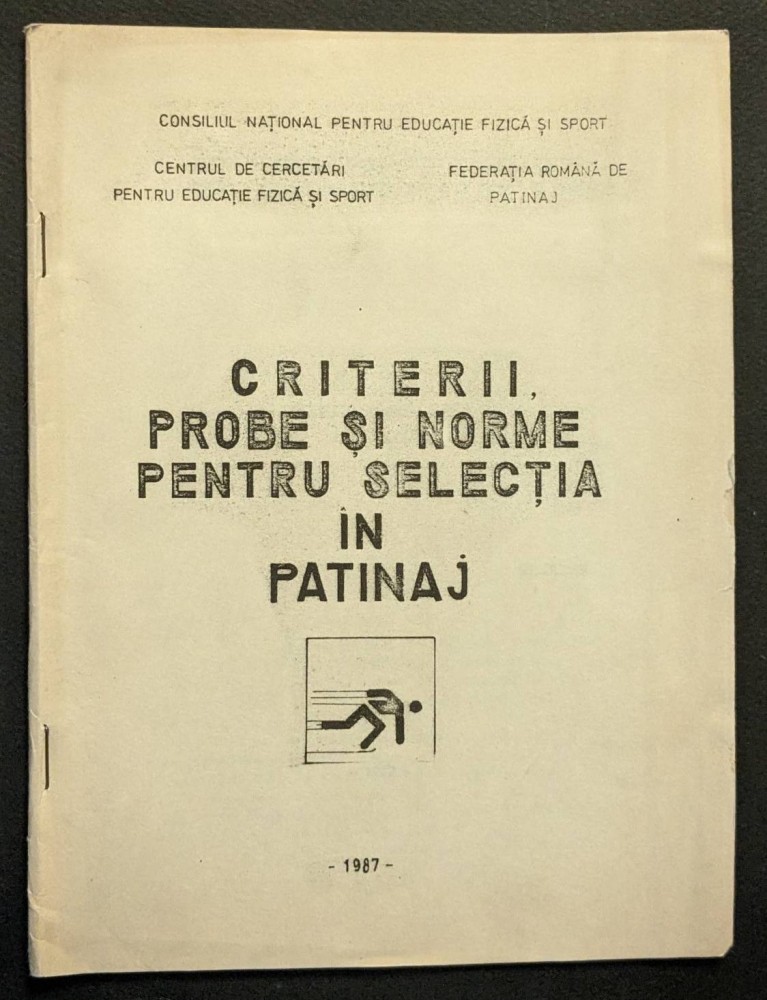 CONSILIUL NAȚIONAL PENTRU EDUCAȚIE FIZICĂ ȘI SPORT
CENTRUL DE CERCETĂRI
PENTRU EDUCAȚIE FIZICĂ ȘI SPORT
FEDERAȚIA ROMÂNĂ DE
PATINAJ
CRITERII,
PROBE ȘI NORME
PENTRU SELECȚIA
ÎN
PATINAJ
- 1987 -